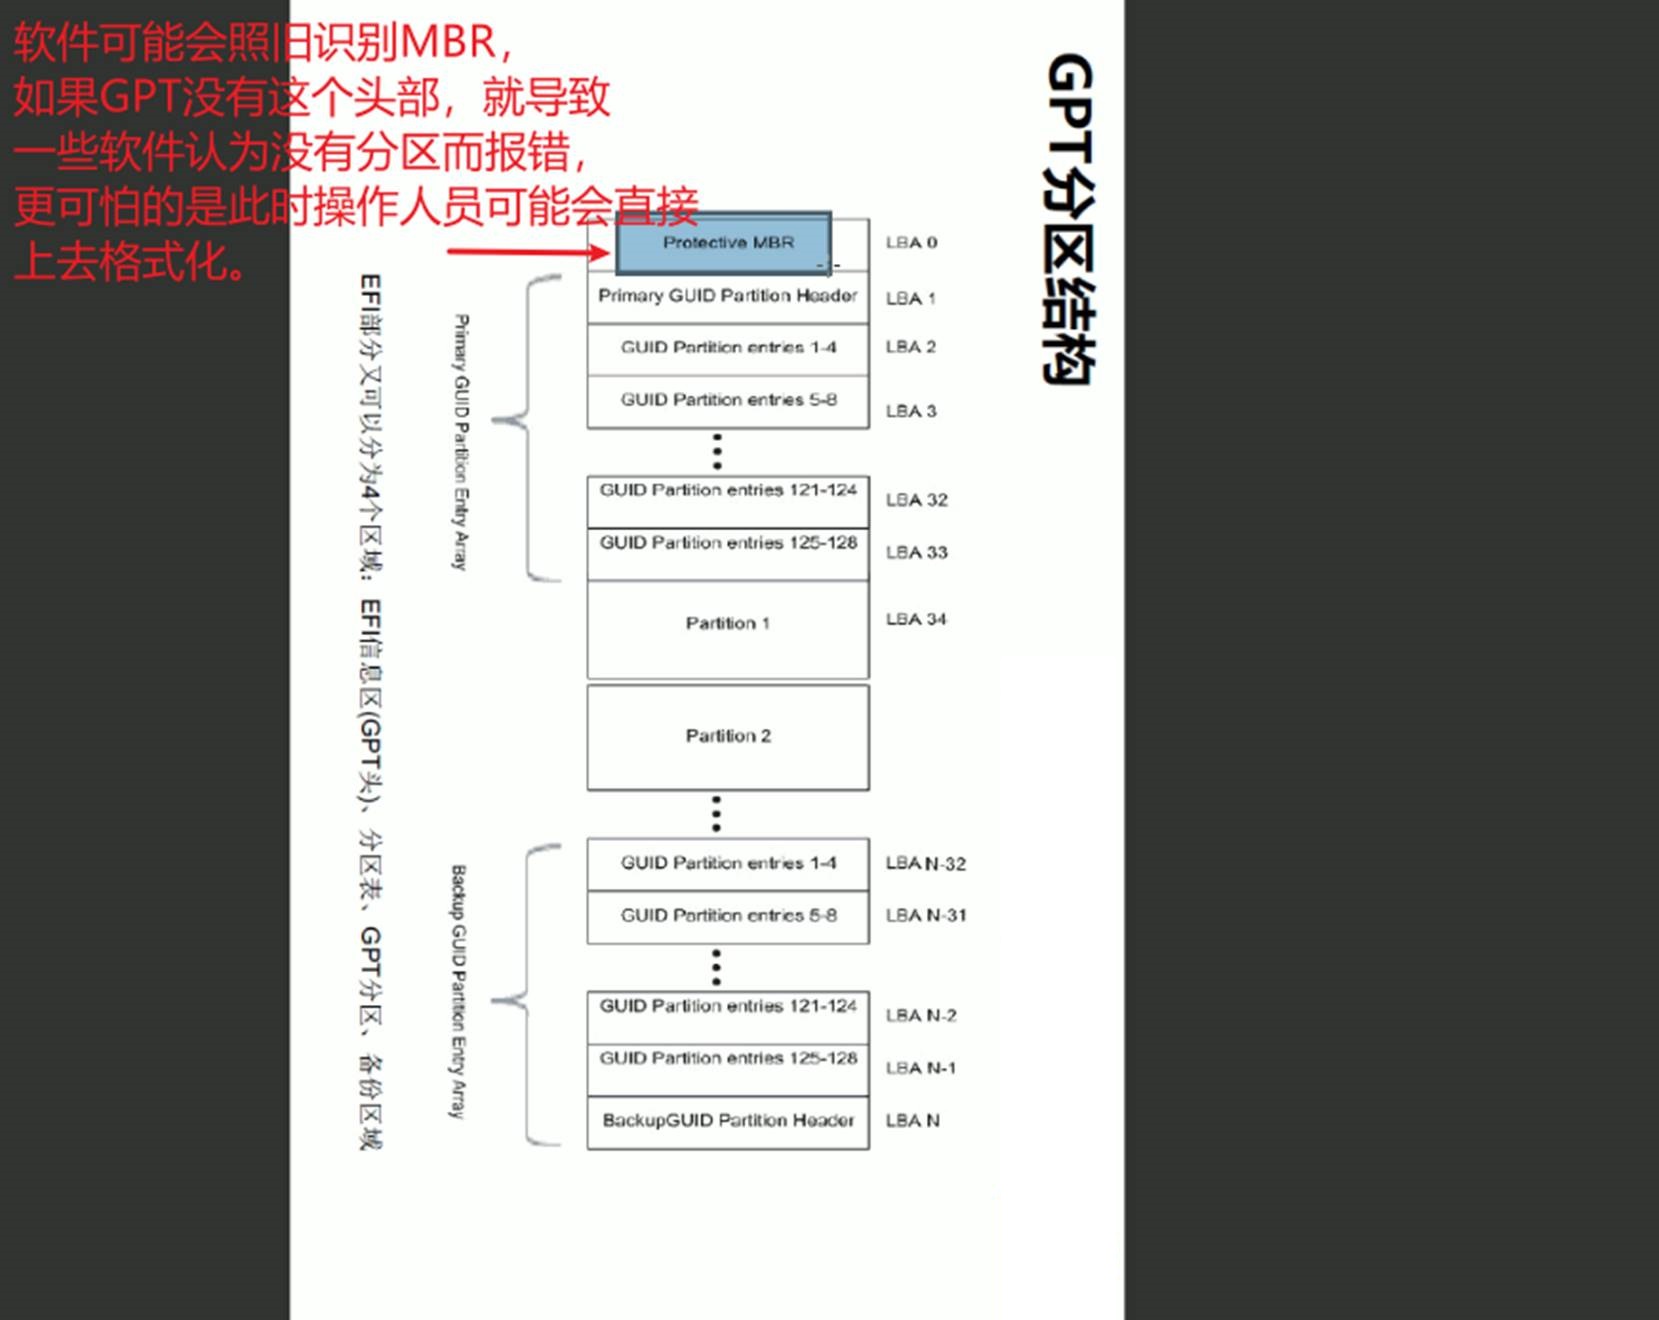 软件可能会照旧识别MBR，
如果GPT没有这个头部，就导致
一些软件认为没有分区而报错，
更可怕的是此时操作人员可能会直接
上去格式化。
GPT分区结构
Protective MBR
LBA 0
Primary GUID Partition Header
LBA 1
GUID Partition entries 1-4
LBA 2
GUID Partition entries 5-8
LBA 3
GUID Partition entries 121-124
LBA 32
GUID Partition entries 125-128
LBA 33
Partition 1
LBA 34
Partition 2
GUID Partition entries 1-4
LBA N-32
GUID Partition entries 5-8
LBA N-31
GUID Partition entries 121-124
LBA N-2
GUID Partition entries 125-128
LBA N-1
BackupGUID Partition Header
LBA N
Primary GUID Partition Entry Array
Backup GUID Partition Entry Array
EFI部分又可以分为4个区域：EFI信息区(GPT头)、分区表、GPT分区、备份区域